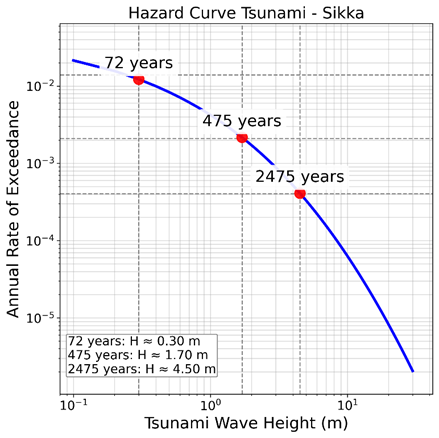 Hazard Curve Tsunami - Sikka
72 years
475 years
2475 years
Annual Rate of Exceedance
10⁻²
10⁻³
10⁻⁴
10⁻⁵
72 years: H ≈ 0.30 m
475 years: H ≈ 1.70 m
2475 years: H ≈ 4.50 m
10⁻¹ 10⁰ 10¹
Tsunami Wave Height (m)